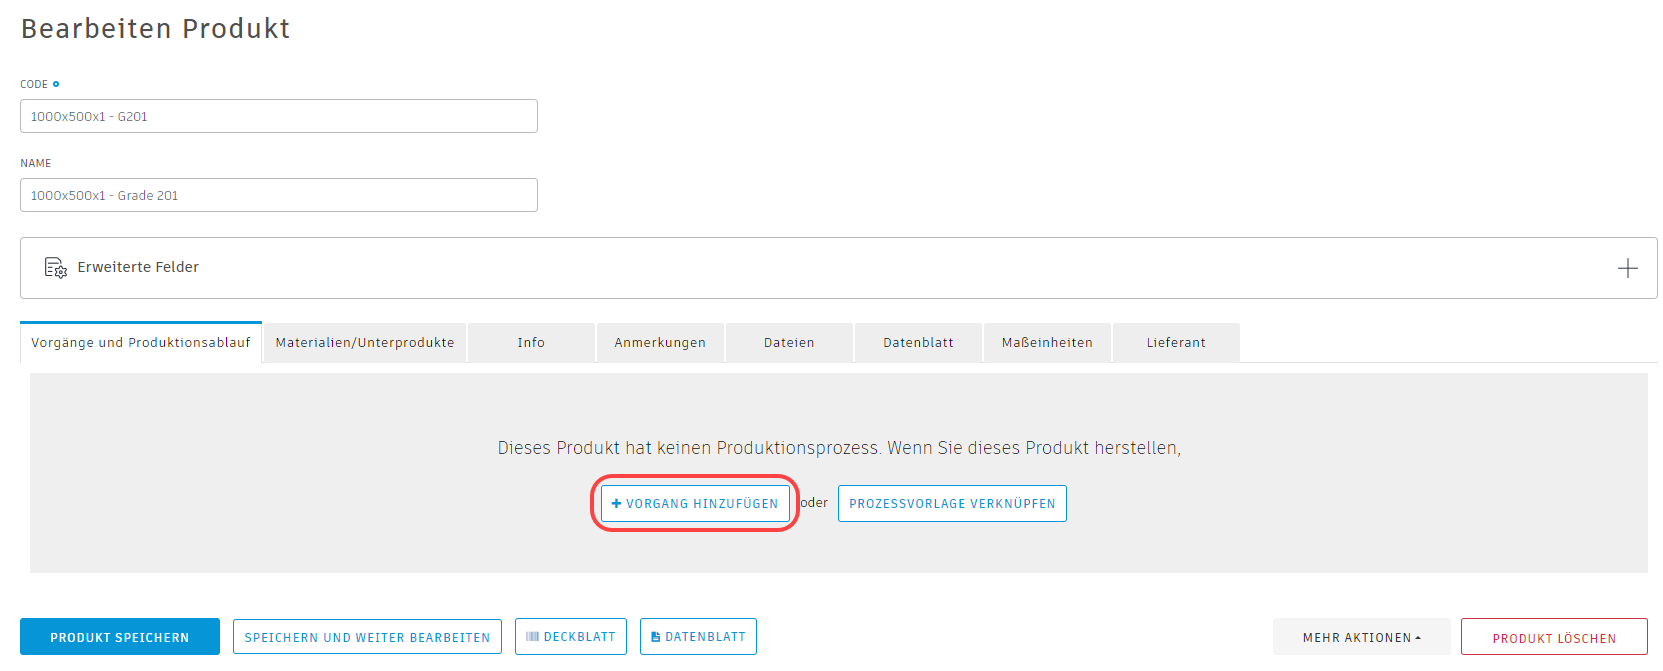 Bearbeiten Produkt
CODE
1000x500x1 - G201
NAME
1000x500x1 - Grade 201
Erweiterte Felder
Vorgänge und Produktionsablauf Materialien/Unterprodukte Info Anmerkungen Dateien Datenblatt Maßeinheiten Lieferant
Dieses Produkt hat keinen Produktionsprozess. Wenn Sie dieses Produkt herstellen,
+ VORGANG HINZUFÜGEN oder PROZESSVORLAGE VERKNÜPFEN
PRODUKT SPEICHERN SPEICHERN UND WEITER BEARBEITEN DECKBLATT DATENBLATT MEHR AKTIONEN PRODUKT LÖSCHEN